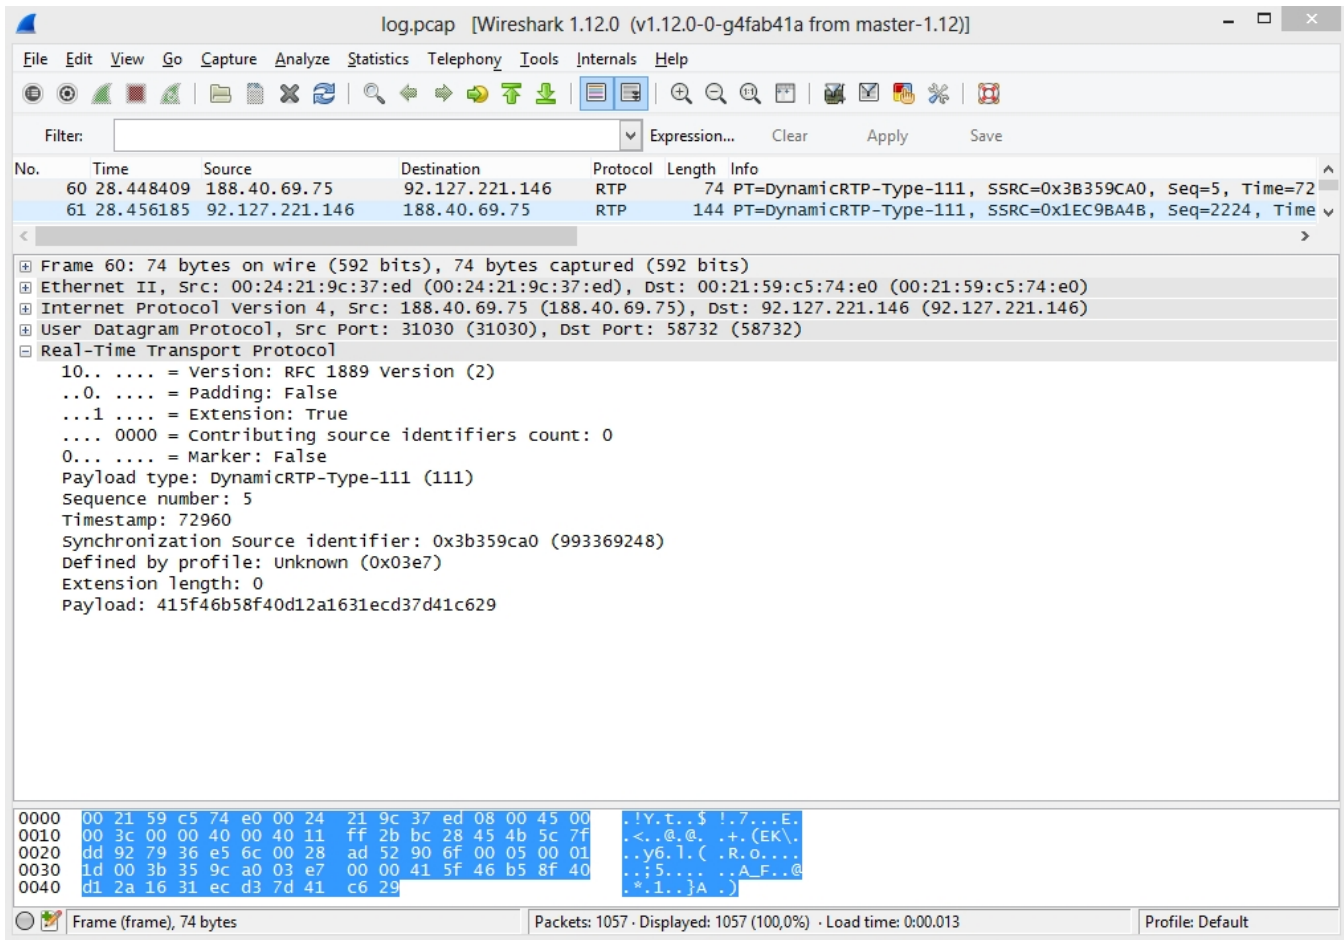 log.pcap [Wireshark 1.12.0 (v1.12.0-0-g4fab41a from master-1.12)]
File Edit View Go Capture Analyze Statistics Telephony Tools Internals Help
Filter: Expression... Clear Apply Save
No. Time Source Destination Protocol Length Info
60 28.448409 188.40.69.75 92.127.221.146 RTP 74 PT=DynamicRTP-Type-111, SSRC=0x3B359CA0, Seq=5, Time=72
61 28.456185 92.127.221.146 188.40.69.75 RTP 144 PT=DynamicRTP-Type-111, SSRC=0x1EC9BA4B, Seq=2224, Time
Frame 60: 74 bytes on wire (592 bits), 74 bytes captured (592 bits)
Ethernet II, Src: 00:24:21:9c:37:ed (00:24:21:9c:37:ed), Dst: 00:21:59:c5:74:e0 (00:21:59:c5:74:e0)
Internet Protocol Version 4, Src: 188.40.69.75 (188.40.69.75), Dst: 92.127.221.146 (92.127.221.146)
User Datagram Protocol, Src Port: 31030 (31030), Dst Port: 58732 (58732)
Real-Time Transport Protocol
10.. .... = Version: RFC 1889 Version (2)
..0. .... = Padding: False
...1 .... = Extension: True
.... 0000 = Contributing source identifiers count: 0
0... .... = Marker: False
Payload type: DynamicRTP-Type-111 (111)
Sequence number: 5
Timestamp: 72960
Synchronization Source identifier: 0x3b359ca0 (993369248)
Defined by profile: Unknown (0x03e7)
Extension length: 0
Payload: 415f46b58f40d12a1631ecd37d41c629
0000 00 21 59 c5 74 e0 00 24 21 9c 37 ed 08 00 45 00 .!Y.t..$ !.7...E.
0010 00 3c 00 00 40 00 40 11 ff 2b bc 28 45 4b 5c 7f .<..@.@. .+.(EK\.
0020 dd 92 79 36 e5 6c 00 28 ad 52 90 6f 00 05 00 01 ..y6.l.( .R.o....
0030 1d 00 3b 35 9c a0 03 e7 00 00 41 5f 46 b5 8f 40 ..;5.... ..A_F..@
0040 d1 2a 16 31 ec d3 7d 41 c6 29 .*.1..}A .)
Frame (frame), 74 bytes Packets: 1057 · Displayed: 1057 (100,0%) · Load time: 0:00.013 Profile: Default